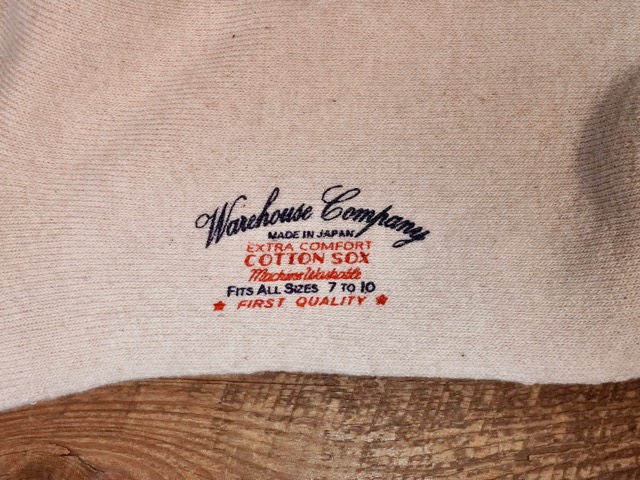 Warehouse Company
MADE IN JAPAN
EXTRA COMFORT
COTTON SOX
Machine Washable
FITS ALL SIZES 7 TO 10
★ FIRST QUALITY ★